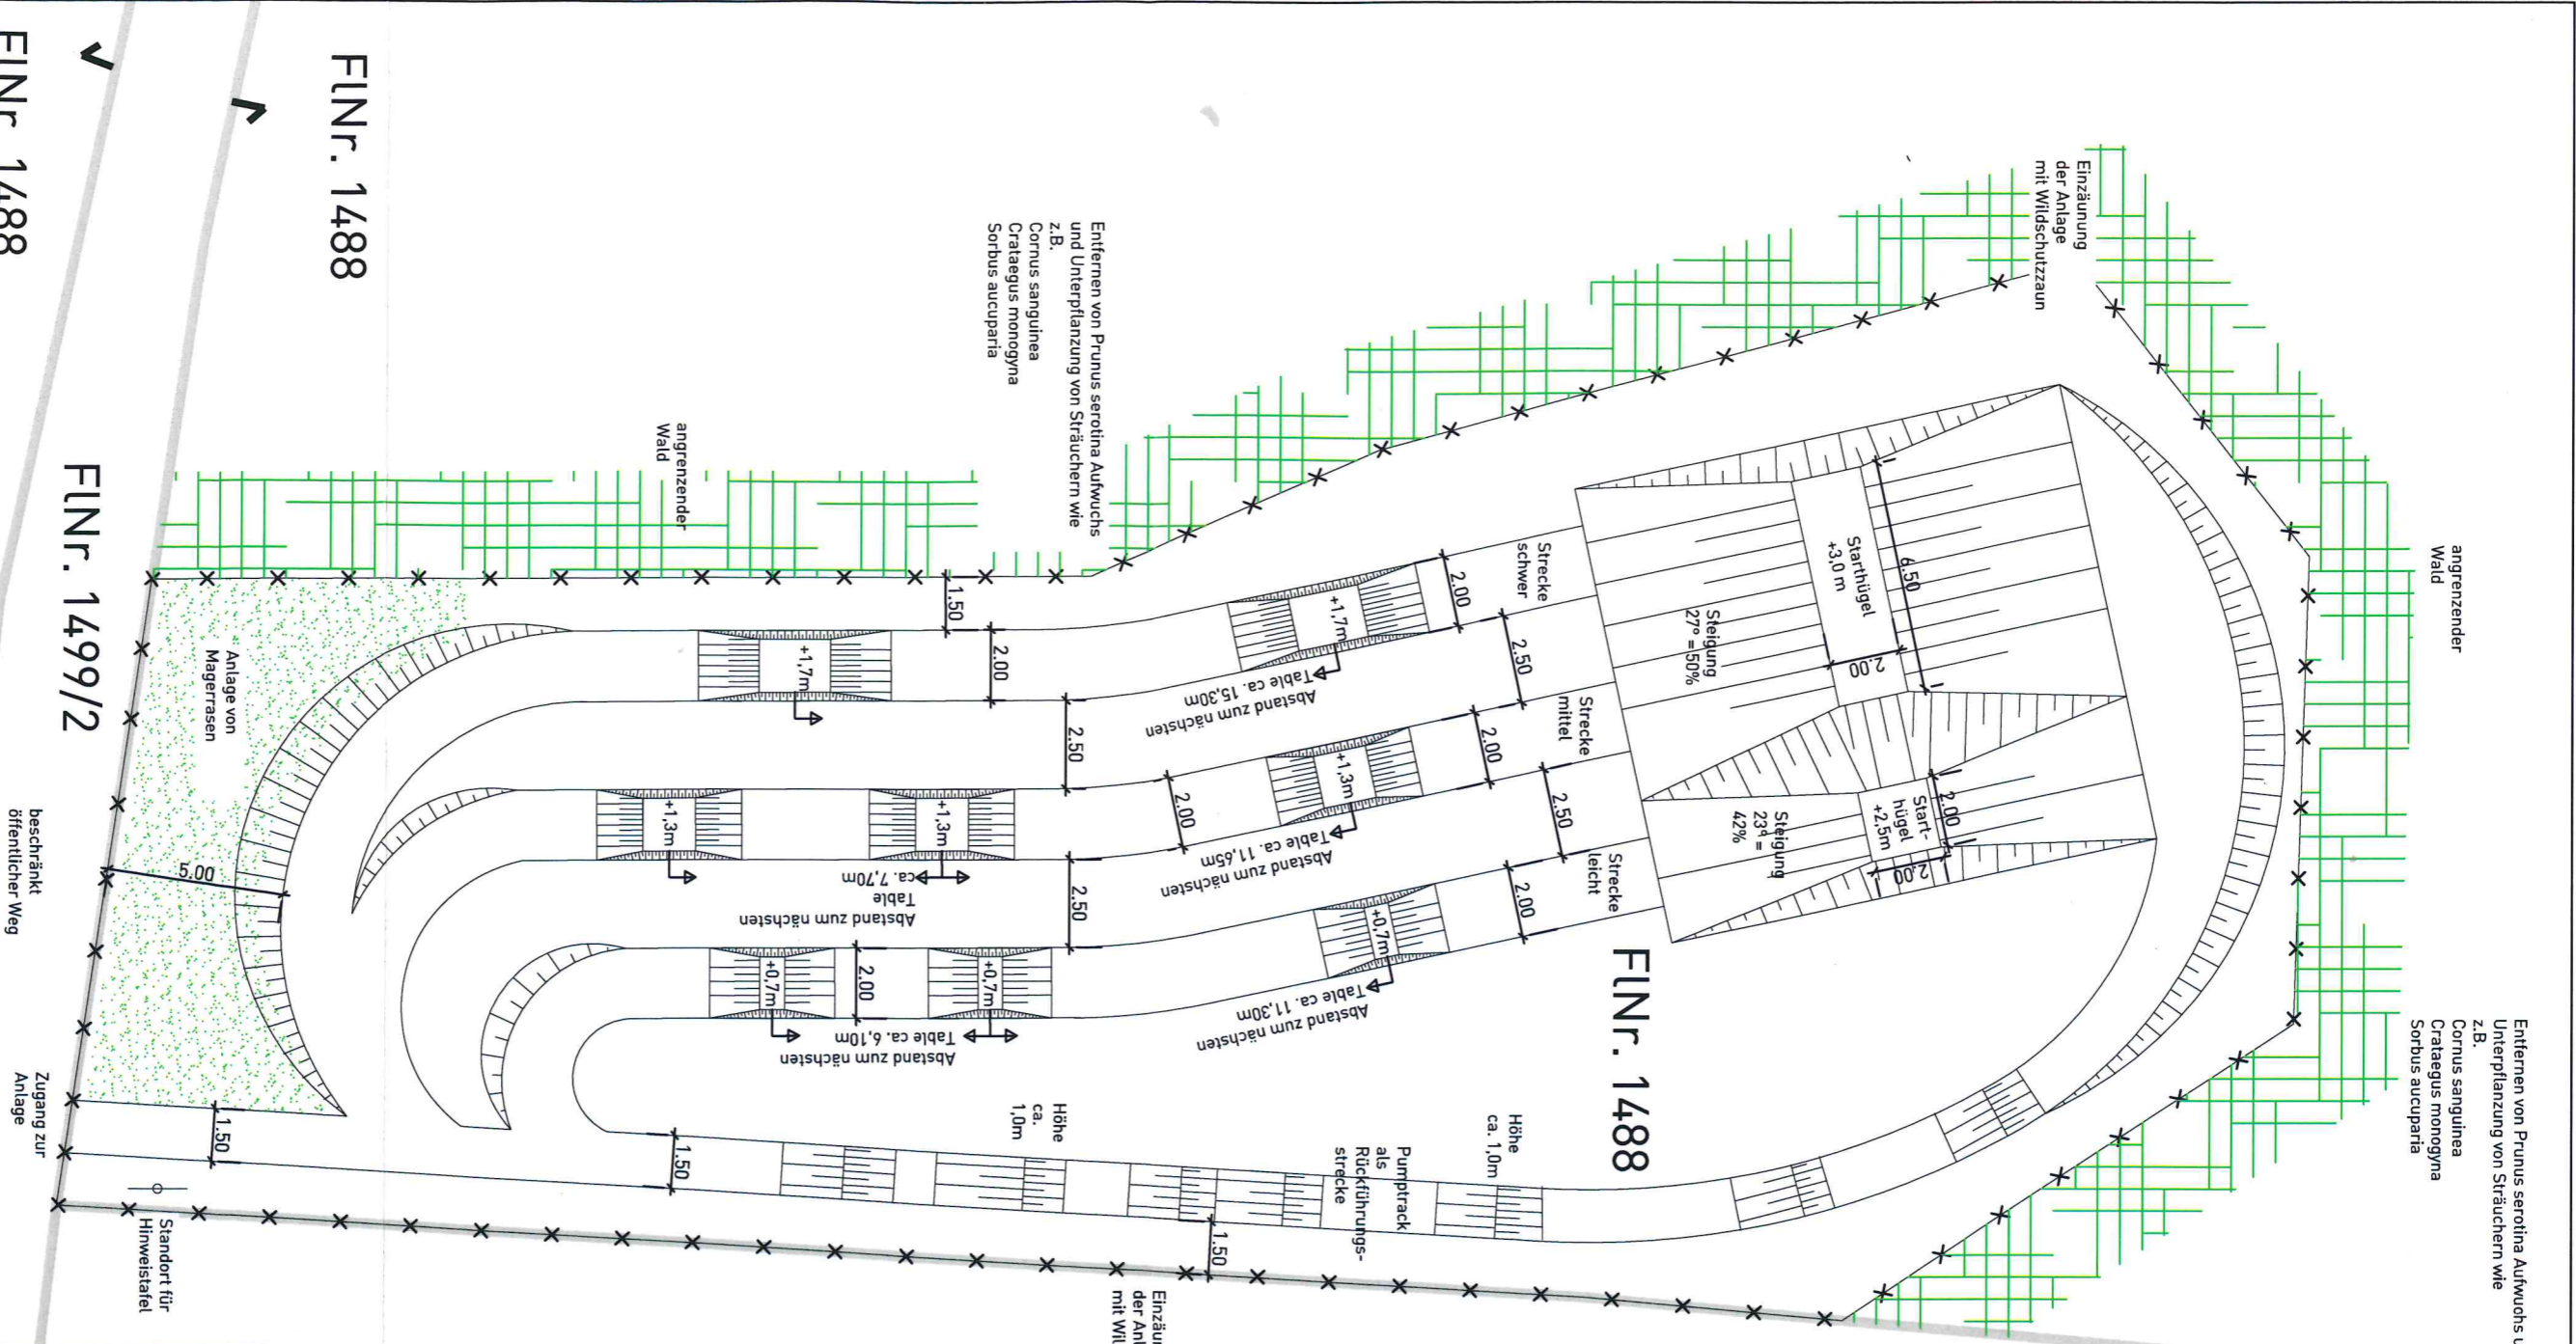 FlNr. 1488
FlNr. 1488
FlNr. 1499/2
FlNr. 1488
Einzäunung
der Anlage
mit Wildschutzzaun
Entfernen von Prunus serotina Aufwuchs
und Unterpflanzung von Sträuchern wie
z.B.
Cornus sanguinea
Crataegus monogyna
Sorbus aucuparia
angrenzender
Wald
angrenzender
Wald
Entfernen von Prunus serotina Aufwuchs
Unterpflanzung von Sträuchern wie
z.B.
Cornus sanguinea
Crataegus monogyna
Sorbus aucuparia
Starthügel
+3,0 m
6.50
2.00
Steigung
27° = 50%
Start-
hügel
+2,5m
2.00
2.00
Steigung
23° =
42%
Strecke
schwer
2.00
2.50
Strecke
mittel
2.00
2.50
Strecke
leicht
2.00
+1,7m
Abstand zum nächsten
Table ca. 15,30m
+1,3m
Abstand zum nächsten
Table ca. 11,65m
2.00
+0,7m
Abstand zum nächsten
Table ca. 11,30m
1.50
2.00
2.50
2.50
+1,7m
+1,3m
+1,3m
Abstand zum nächsten
Table
ca. 7,70m
+0,7m
2.00
+0,7m
Abstand zum nächsten
Table ca. 6,10m
Anlage von
Magerrasen
5.00
beschränkt
öffentlicher Weg
Zugang zur
Anlage
1.50
Standort für
Hinweistafel
1.50
Höhe
ca.
1,0m
Pumptrack
als
Rückführungs-
strecke
Höhe
ca. 1,0m
1.50
der
mit